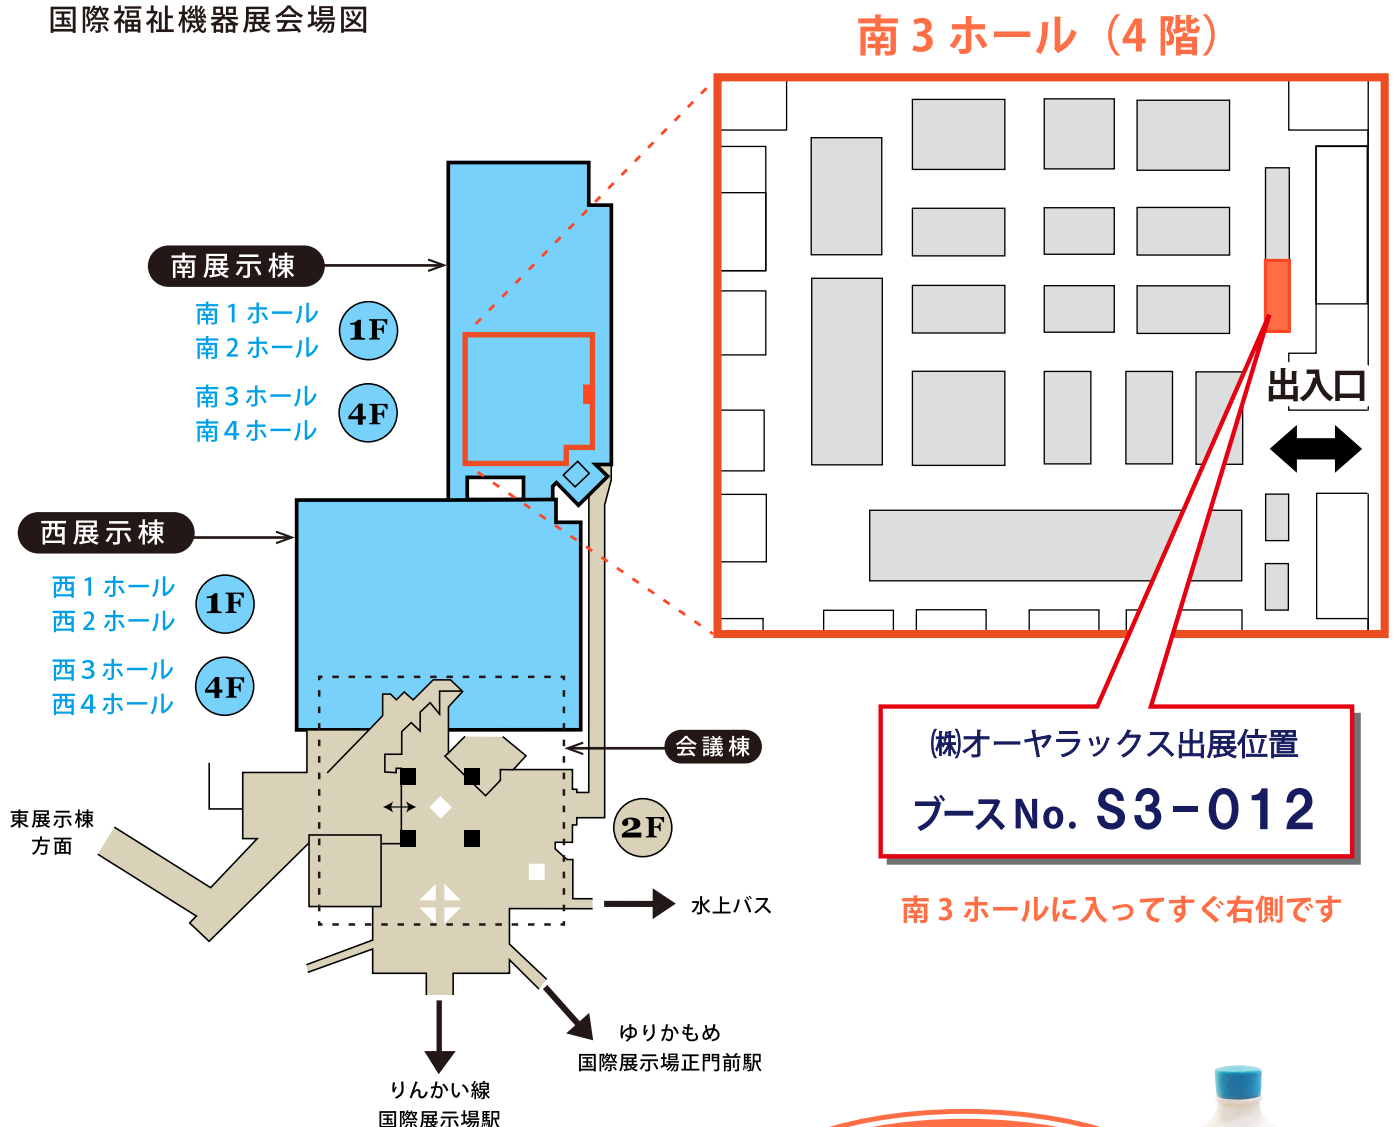 国際福祉機器展会場図
南3ホール（4階）
南展示棟
南1ホール
南2ホール
1F
南3ホール
南4ホール
4F
出入口
西展示棟
西1ホール
西2ホール
1F
西3ホール
西4ホール
4F
会議棟
㈱オーヤラックス出展位置
ブースNo. S3-012
東展示棟
方面
2F
水上バス
南3ホールに入ってすぐ右側です
ゆりかもめ
国際展示場正門前駅
りんかい線
国際展示場駅